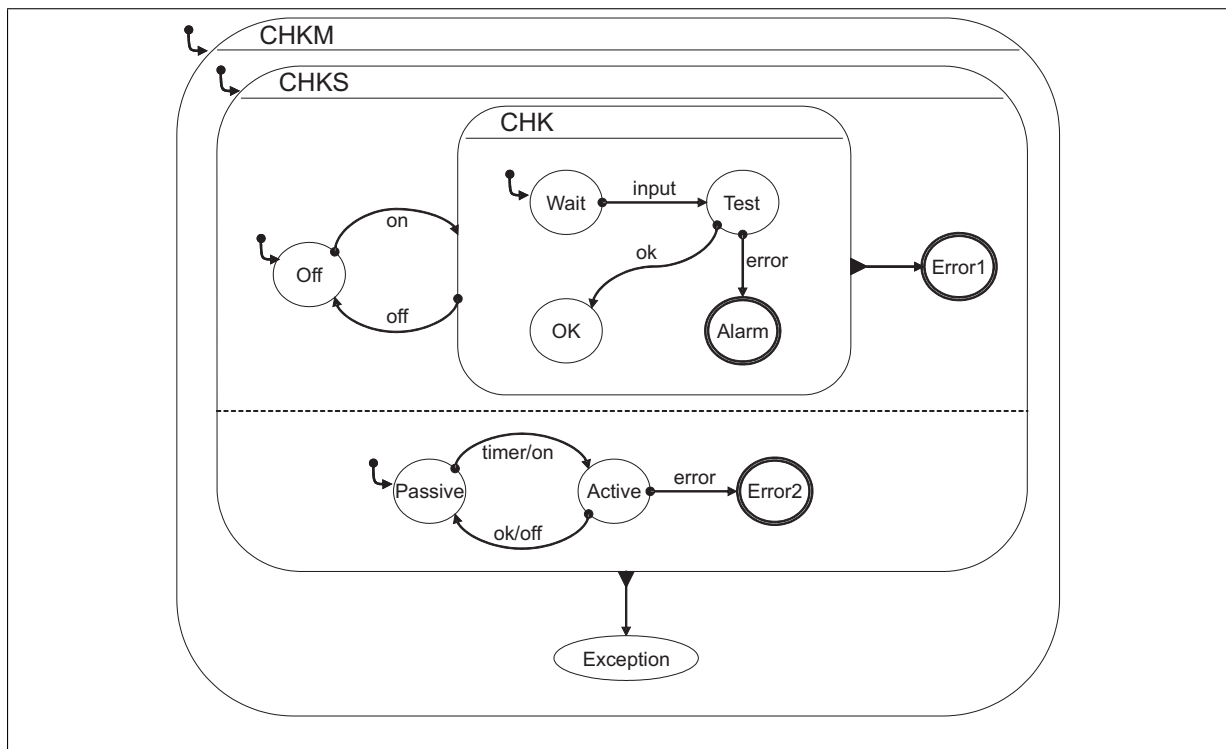 CHKM
CHKS
CHK
Wait
input
Test
on
ok
error
Off
Error1
off
OK
Alarm
timer/on
Passive
Active
error
Error2
ok/off
Exception